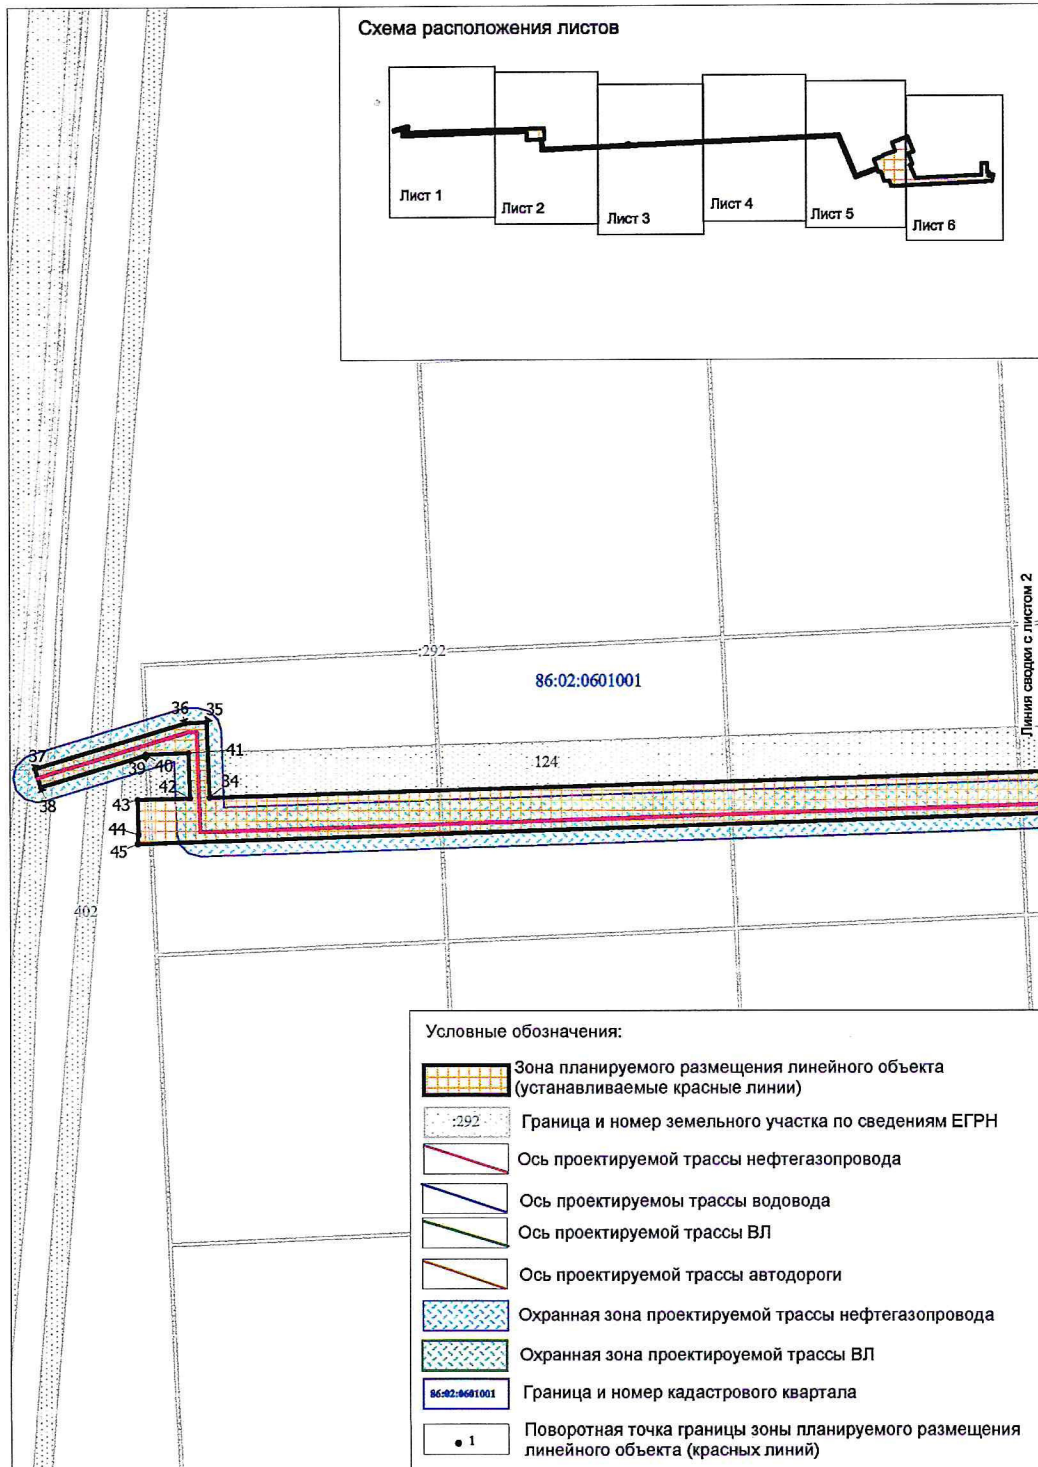 Схема расположения листов
Лист 1
Лист 2
Лист 3
Лист 4
Лист 5
Лист 6
Линия сводки с листом 2
:292
86:02:0601001
36
35
37
41
40
39
124
38
42
34
43
44
45
402
Условные обозначения:
Зона планируемого размещения линейного объекта
(устанавливаемые красные линии)
:292
Граница и номер земельного участка по сведениям ЕГРН
Ось проектируемой трассы нефтегазопровода
Ось проектируемоы трассы водовода
Ось проектируемой трассы ВЛ
Ось проектируемой трассы автодороги
Охранная зона проектируемой трассы нефтегазопровода
Охранная зона проектироуемой трассы ВЛ
86:02:0601001
Граница и номер кадастрового квартала
1
Поворотная точка границы зоны планируемого размещения
линейного объекта (красных линий)